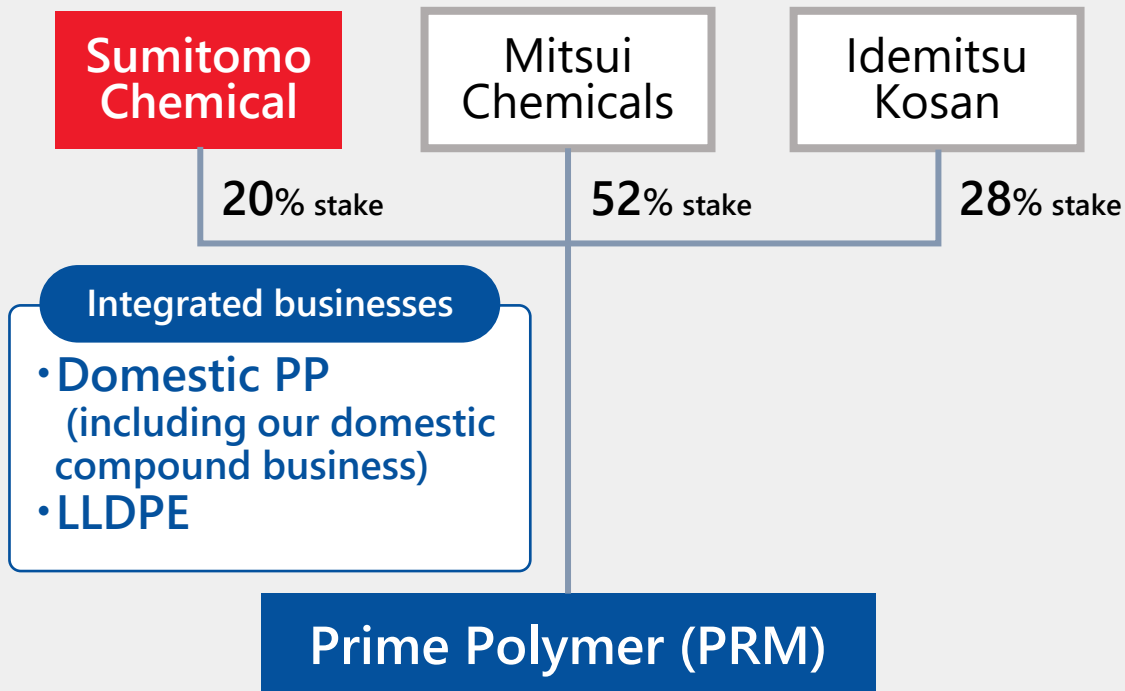 Sumitomo
Chemical
Mitsui
Chemicals
Idemitsu
Kosan
20% stake
52% stake
28% stake
Integrated businesses
・Domestic PP
(including our domestic
compound business)
・LLDPE
Prime Polymer (PRM)